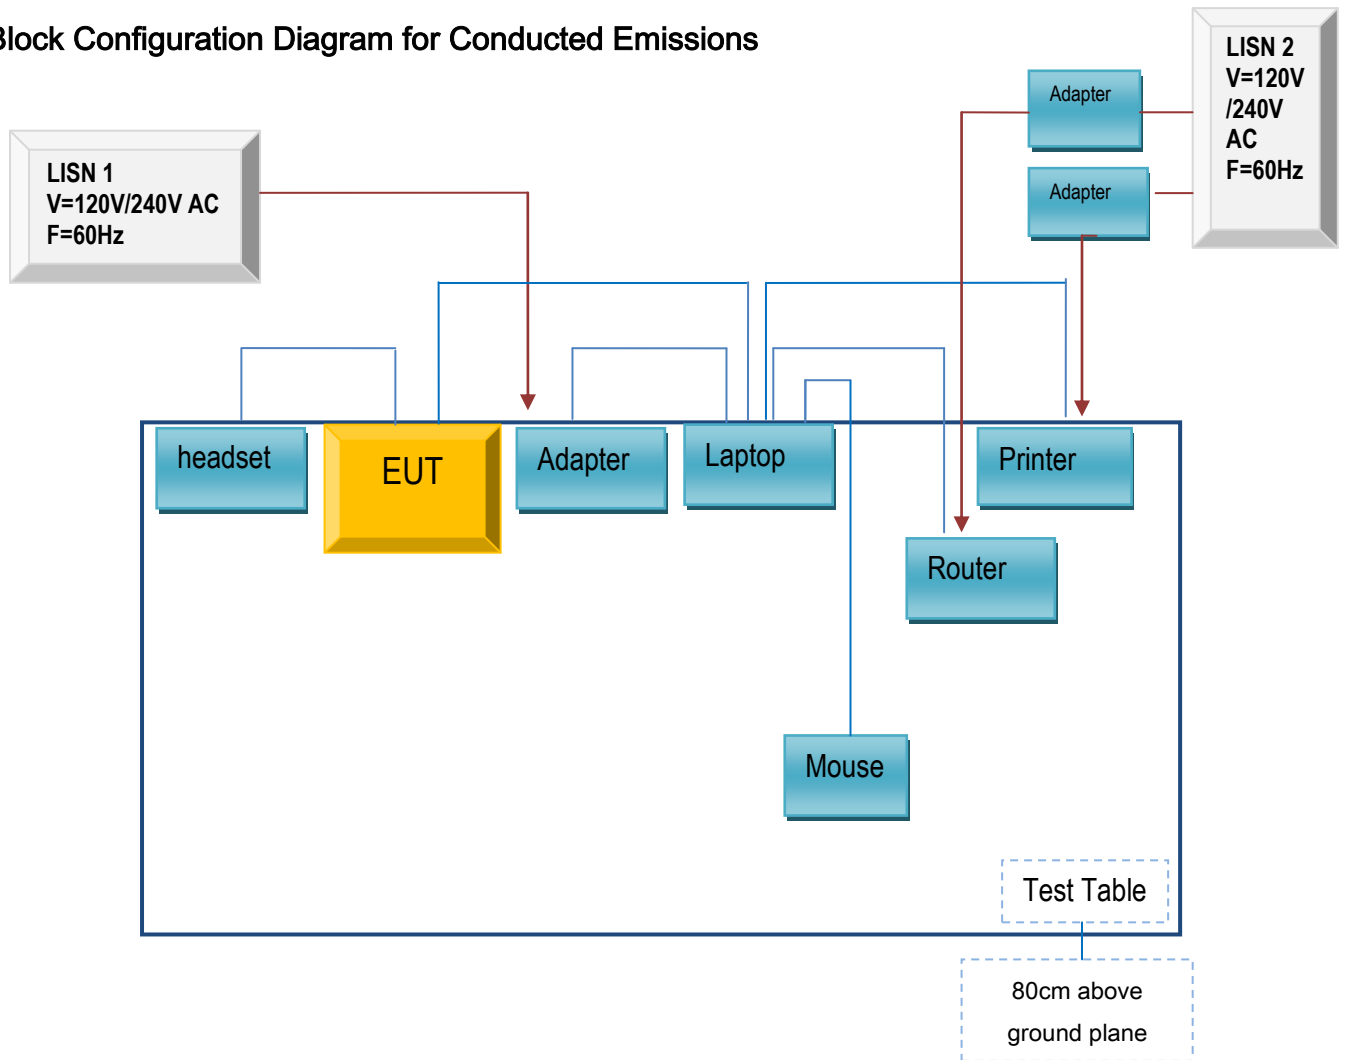 Block Configuration Diagram for Conducted Emissions
LISN 2
V=120V
/240V
AC
F=60Hz
Adapter
Adapter
LISN 1
V=120V/240V AC
F=60Hz
headset
EUT
Adapter
Laptop
Printer
Router
Mouse
Test Table
80cm above
ground plane